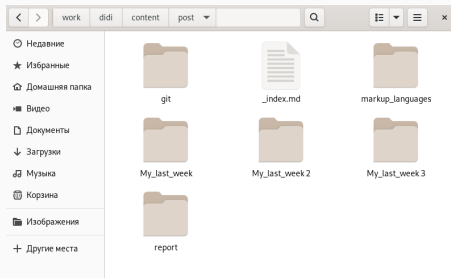 work didi content post
Недавние
Избранные
Домашняя папка
Видео
Документы
Загрузки
Музыка
Корзина
Изображения
Другие места
git _index.md markup_languages
My_last_week My_last_week 2 My_last_week 3
report